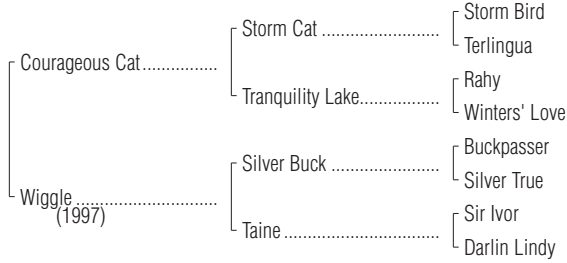 Storm Bird
Storm Cat ......................
Terlingua
Courageous Cat..............
Rahy
Tranquility Lake...............
Winters' Love
Buckpasser
Silver Buck .....................
Silver True
Wiggle ..........................
(1997)
Sir Ivor
Taine ..............................
Darlin Lindy